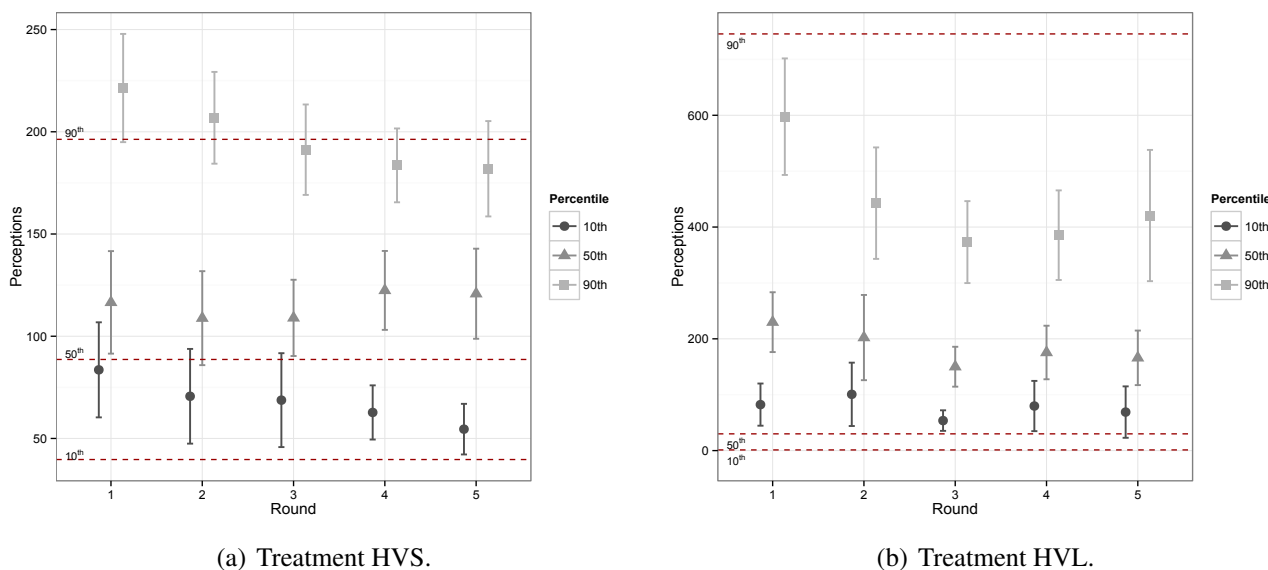 250
200
150
100
50
Perceptions
90th
50th
10th
1 2 3 4 5
Round
Percentile
10th
50th
90th
(a) Treatment HVS.
600
400
200
0
Perceptions
90th
50th
10th
1 2 3 4 5
Round
Percentile
10th
50th
90th
(b) Treatment HVL.